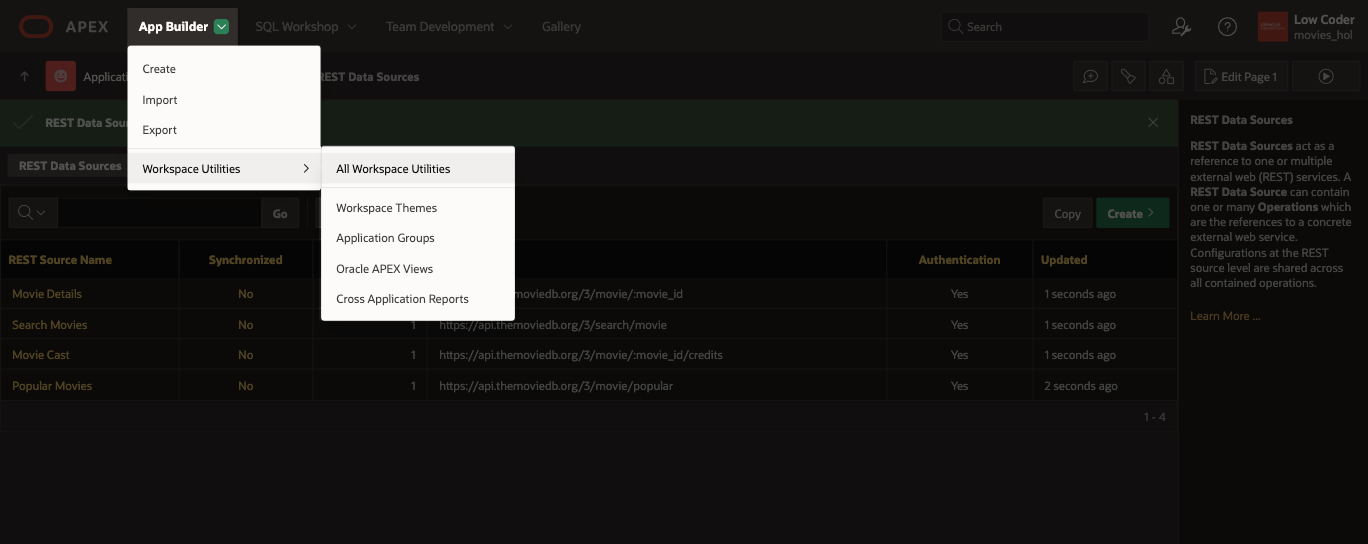 APEX
App Builder
SQL Workshop
Team Development
Gallery
Search
Low Coder
movies_hol
Applicati
REST Data Sources
Edit Page 1
Create
Import
Export
Workspace Utilities
All Workspace Utilities
Workspace Themes
Application Groups
Oracle APEX Views
Cross Application Reports
REST Data Sour
REST Data Sources
Go
Copy
Create
REST Source Name
Synchronized
Authentication
Updated
Movie Details
No
moviedb.org/3/movie/:movie_id
Yes
1 seconds ago
Search Movies
No
1
https://api.themoviedb.org/3/search/movie
Yes
1 seconds ago
Movie Cast
No
1
https://api.themoviedb.org/3/movie/:movie_id/credits
Yes
1 seconds ago
Popular Movies
No
1
https://api.themoviedb.org/3/movie/popular
Yes
2 seconds ago
1 - 4
REST Data Sources
REST Data Sources act as a
reference to one or multiple
external web (REST) services. A
REST Data Source can contain
one or many Operations which
are the references to a concrete
external web service.
Configurations at the REST
source level are shared across
all contained operations.
Learn More ...